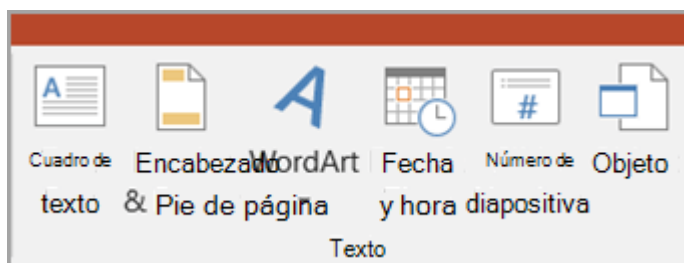 A
#
Cuadro de texto
Encabezado & Pie de página
WordArt
Fecha y hora
Número de diapositiva
Objeto
Texto